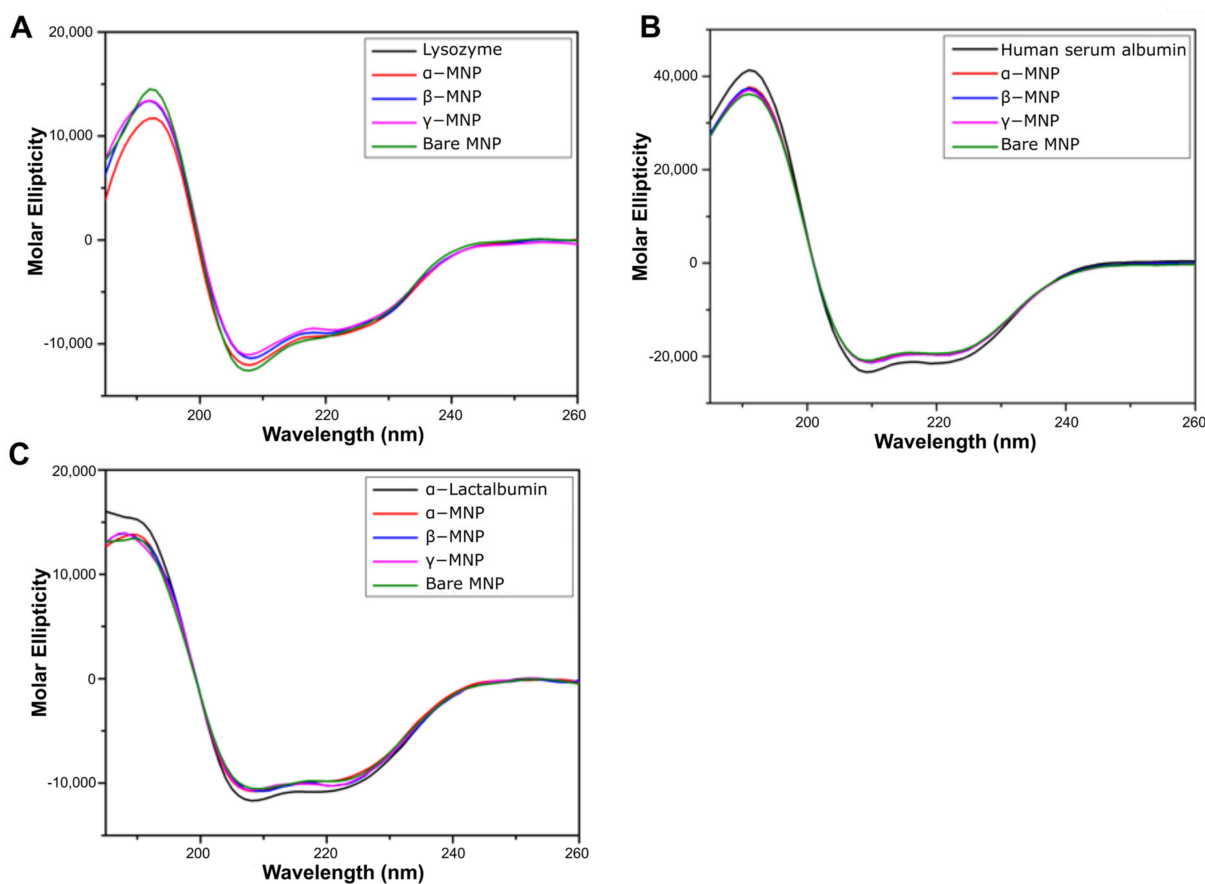 A
20,000
10,000
0
-10,000
Molar Ellipticity
Lysozyme
α−MNP
β−MNP
γ−MNP
Bare MNP
200
220
240
260
Wavelength (nm)
B
40,000
20,000
0
-20,000
Molar Ellipticity
Human serum albumin
α−MNP
β−MNP
γ−MNP
Bare MNP
200
220
240
260
Wavelength (nm)
C
20,000
10,000
0
-10,000
Molar Ellipticity
α−Lactalbumin
α−MNP
β−MNP
γ−MNP
Bare MNP
200
220
240
260
Wavelength (nm)